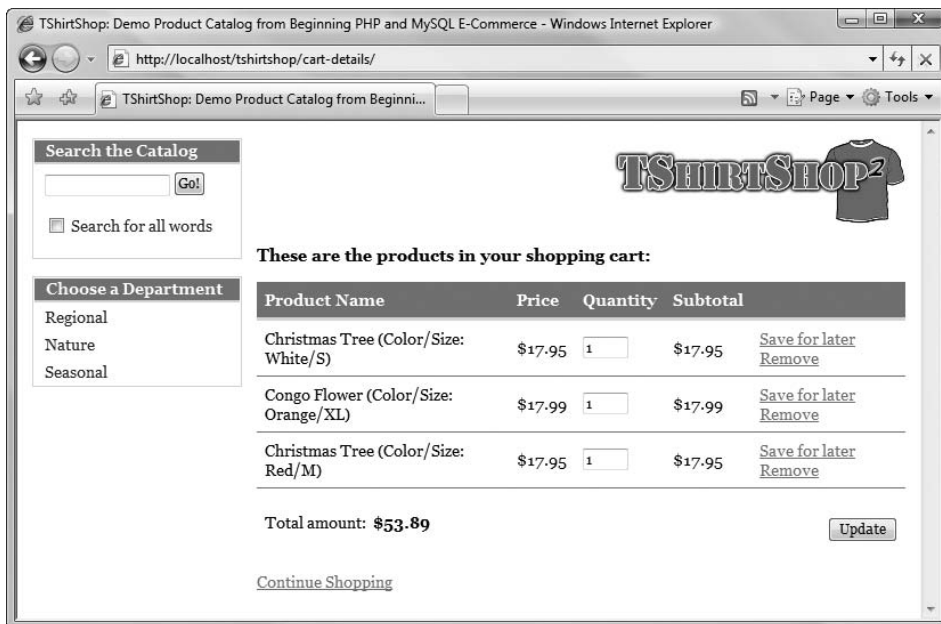 TShirtShop: Demo Product Catalog from Beginning PHP and MySQL E-Commerce - Windows Internet Explorer
http://localhost/tshirtshop/cart-details/
TShirtShop: Demo Product Catalog from Beginni...
Page
Tools
Search the Catalog
Go!
Search for all words
Choose a Department
Regional
Nature
Seasonal
TShirtShop2
These are the products in your shopping cart:
Product Name Price Quantity Subtotal
Christmas Tree (Color/Size:
White/S)
$17.95 1 $17.95
Save for later
Remove
Congo Flower (Color/Size:
Orange/XL)
$17.99 1 $17.99
Save for later
Remove
Christmas Tree (Color/Size:
Red/M)
$17.95 1 $17.95
Save for later
Remove
Total amount: $53.89
Update
Continue Shopping